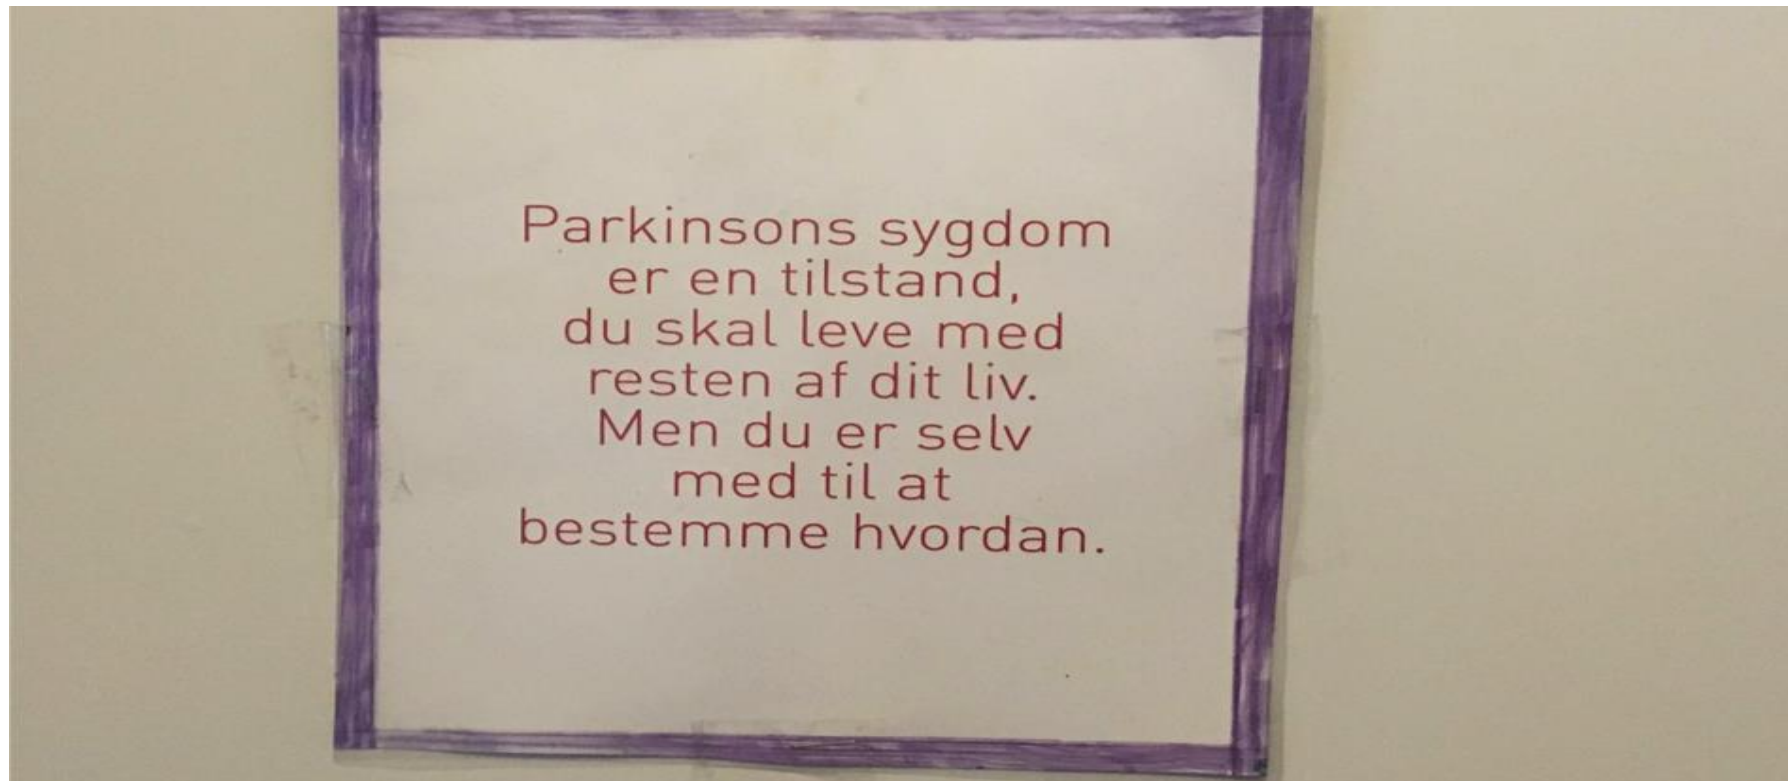 Parkinsons sygdom
er en tilstand,
du skal leve med
resten af dit liv.
Men du er selv
med til at
bestemme hvordan.